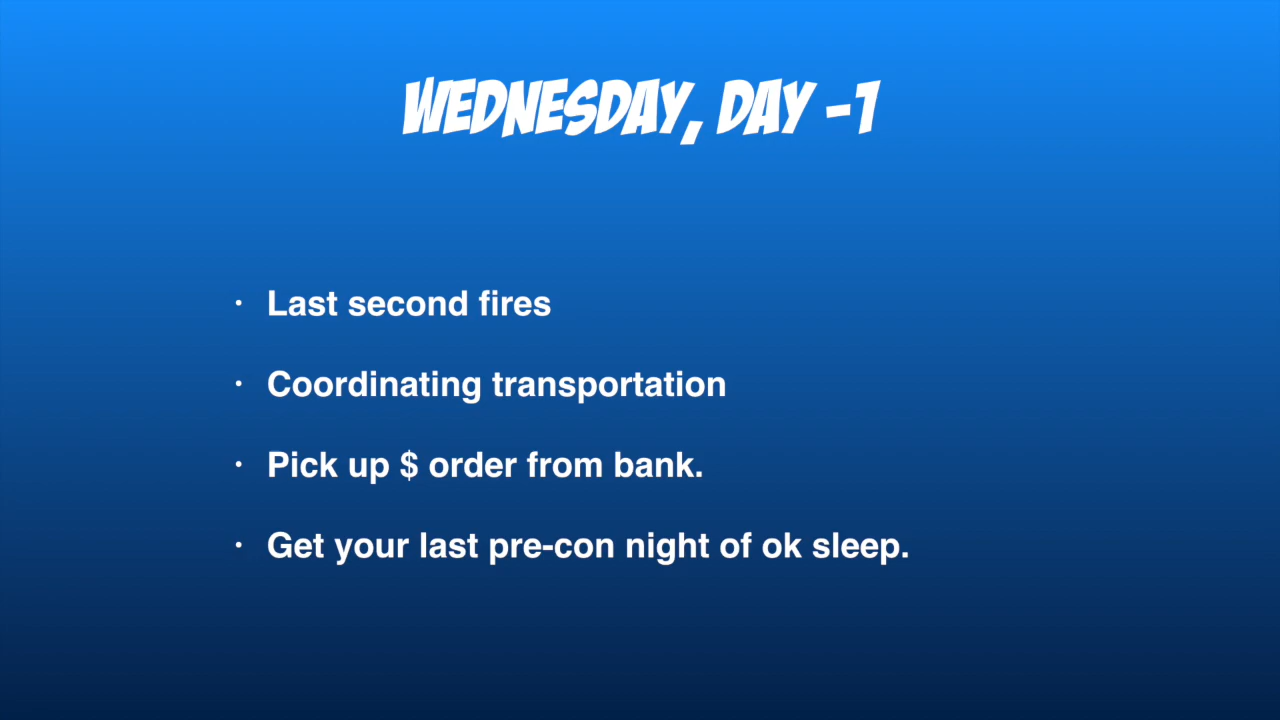 WEDNESDAY, DAY -1
• Last second fires
• Coordinating transportation
• Pick up $ order from bank.
• Get your last pre-con night of ok sleep.